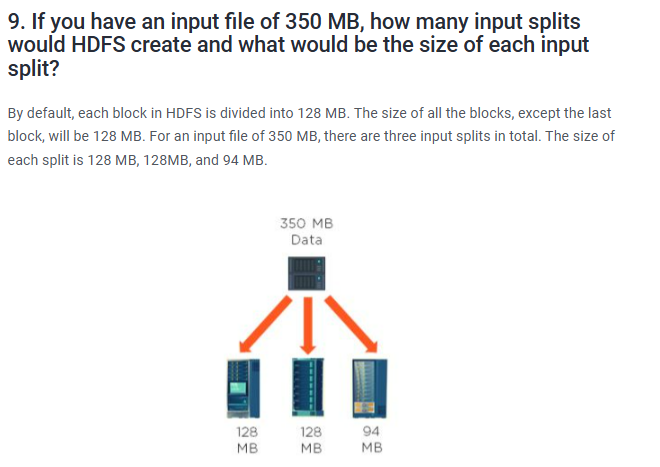 9. If you have an input file of 350 MB, how many input splits
would HDFS create and what would be the size of each input
split?
By default, each block in HDFS is divided into 128 MB. The size of all the blocks, except the last
block, will be 128 MB. For an input file of 350 MB, there are three input splits in total. The size of
each split is 128 MB, 128MB, and 94 MB.
350 MB
Data
128
MB
128
MB
94
MB